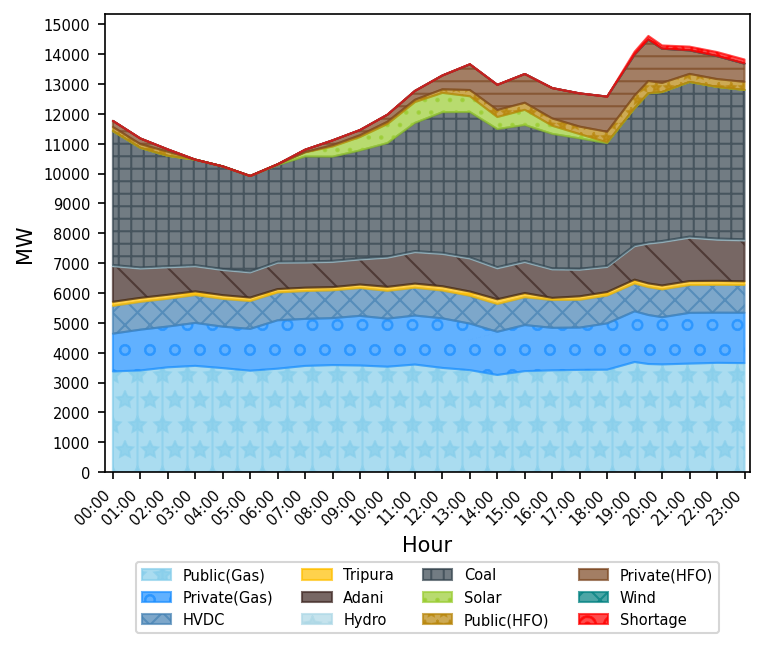 15000
14000
13000
12000
11000
10000
9000
8000
7000
6000
5000
4000
3000
2000
1000
0
MW
00:00 01:00 02:00 03:00 04:00 05:00 06:00 07:00 08:00 09:00 10:00 11:00 12:00 13:00 14:00 15:00 16:00 17:00 18:00 19:00 20:00 21:00 22:00 23:00
Hour
Public(Gas) Tripura Coal Private(HFO)
Private(Gas) Adani Solar Wind
HVDC Hydro Public(HFO) Shortage